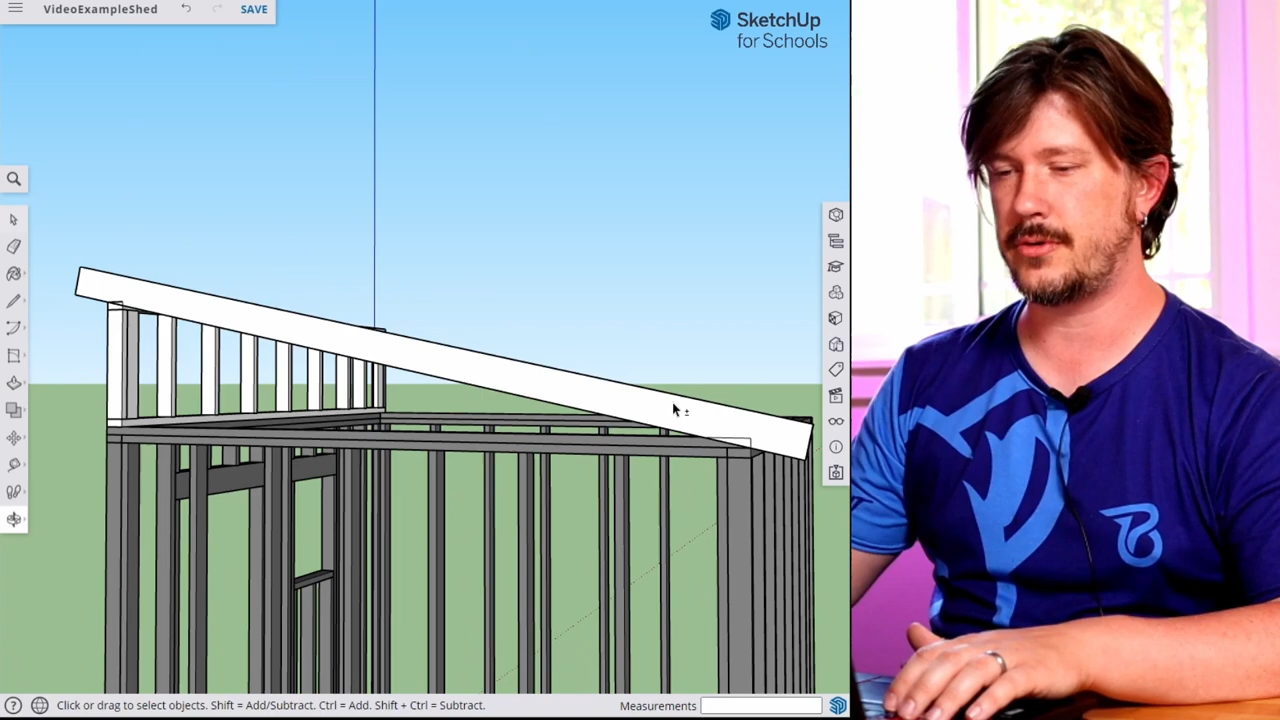 VideoExampleShed
SAVE
SketchUp
for Schools
Click or drag to select objects. Shift = Add/Subtract. Ctrl = Add. Shift + Ctrl = Subtract.
Measurements